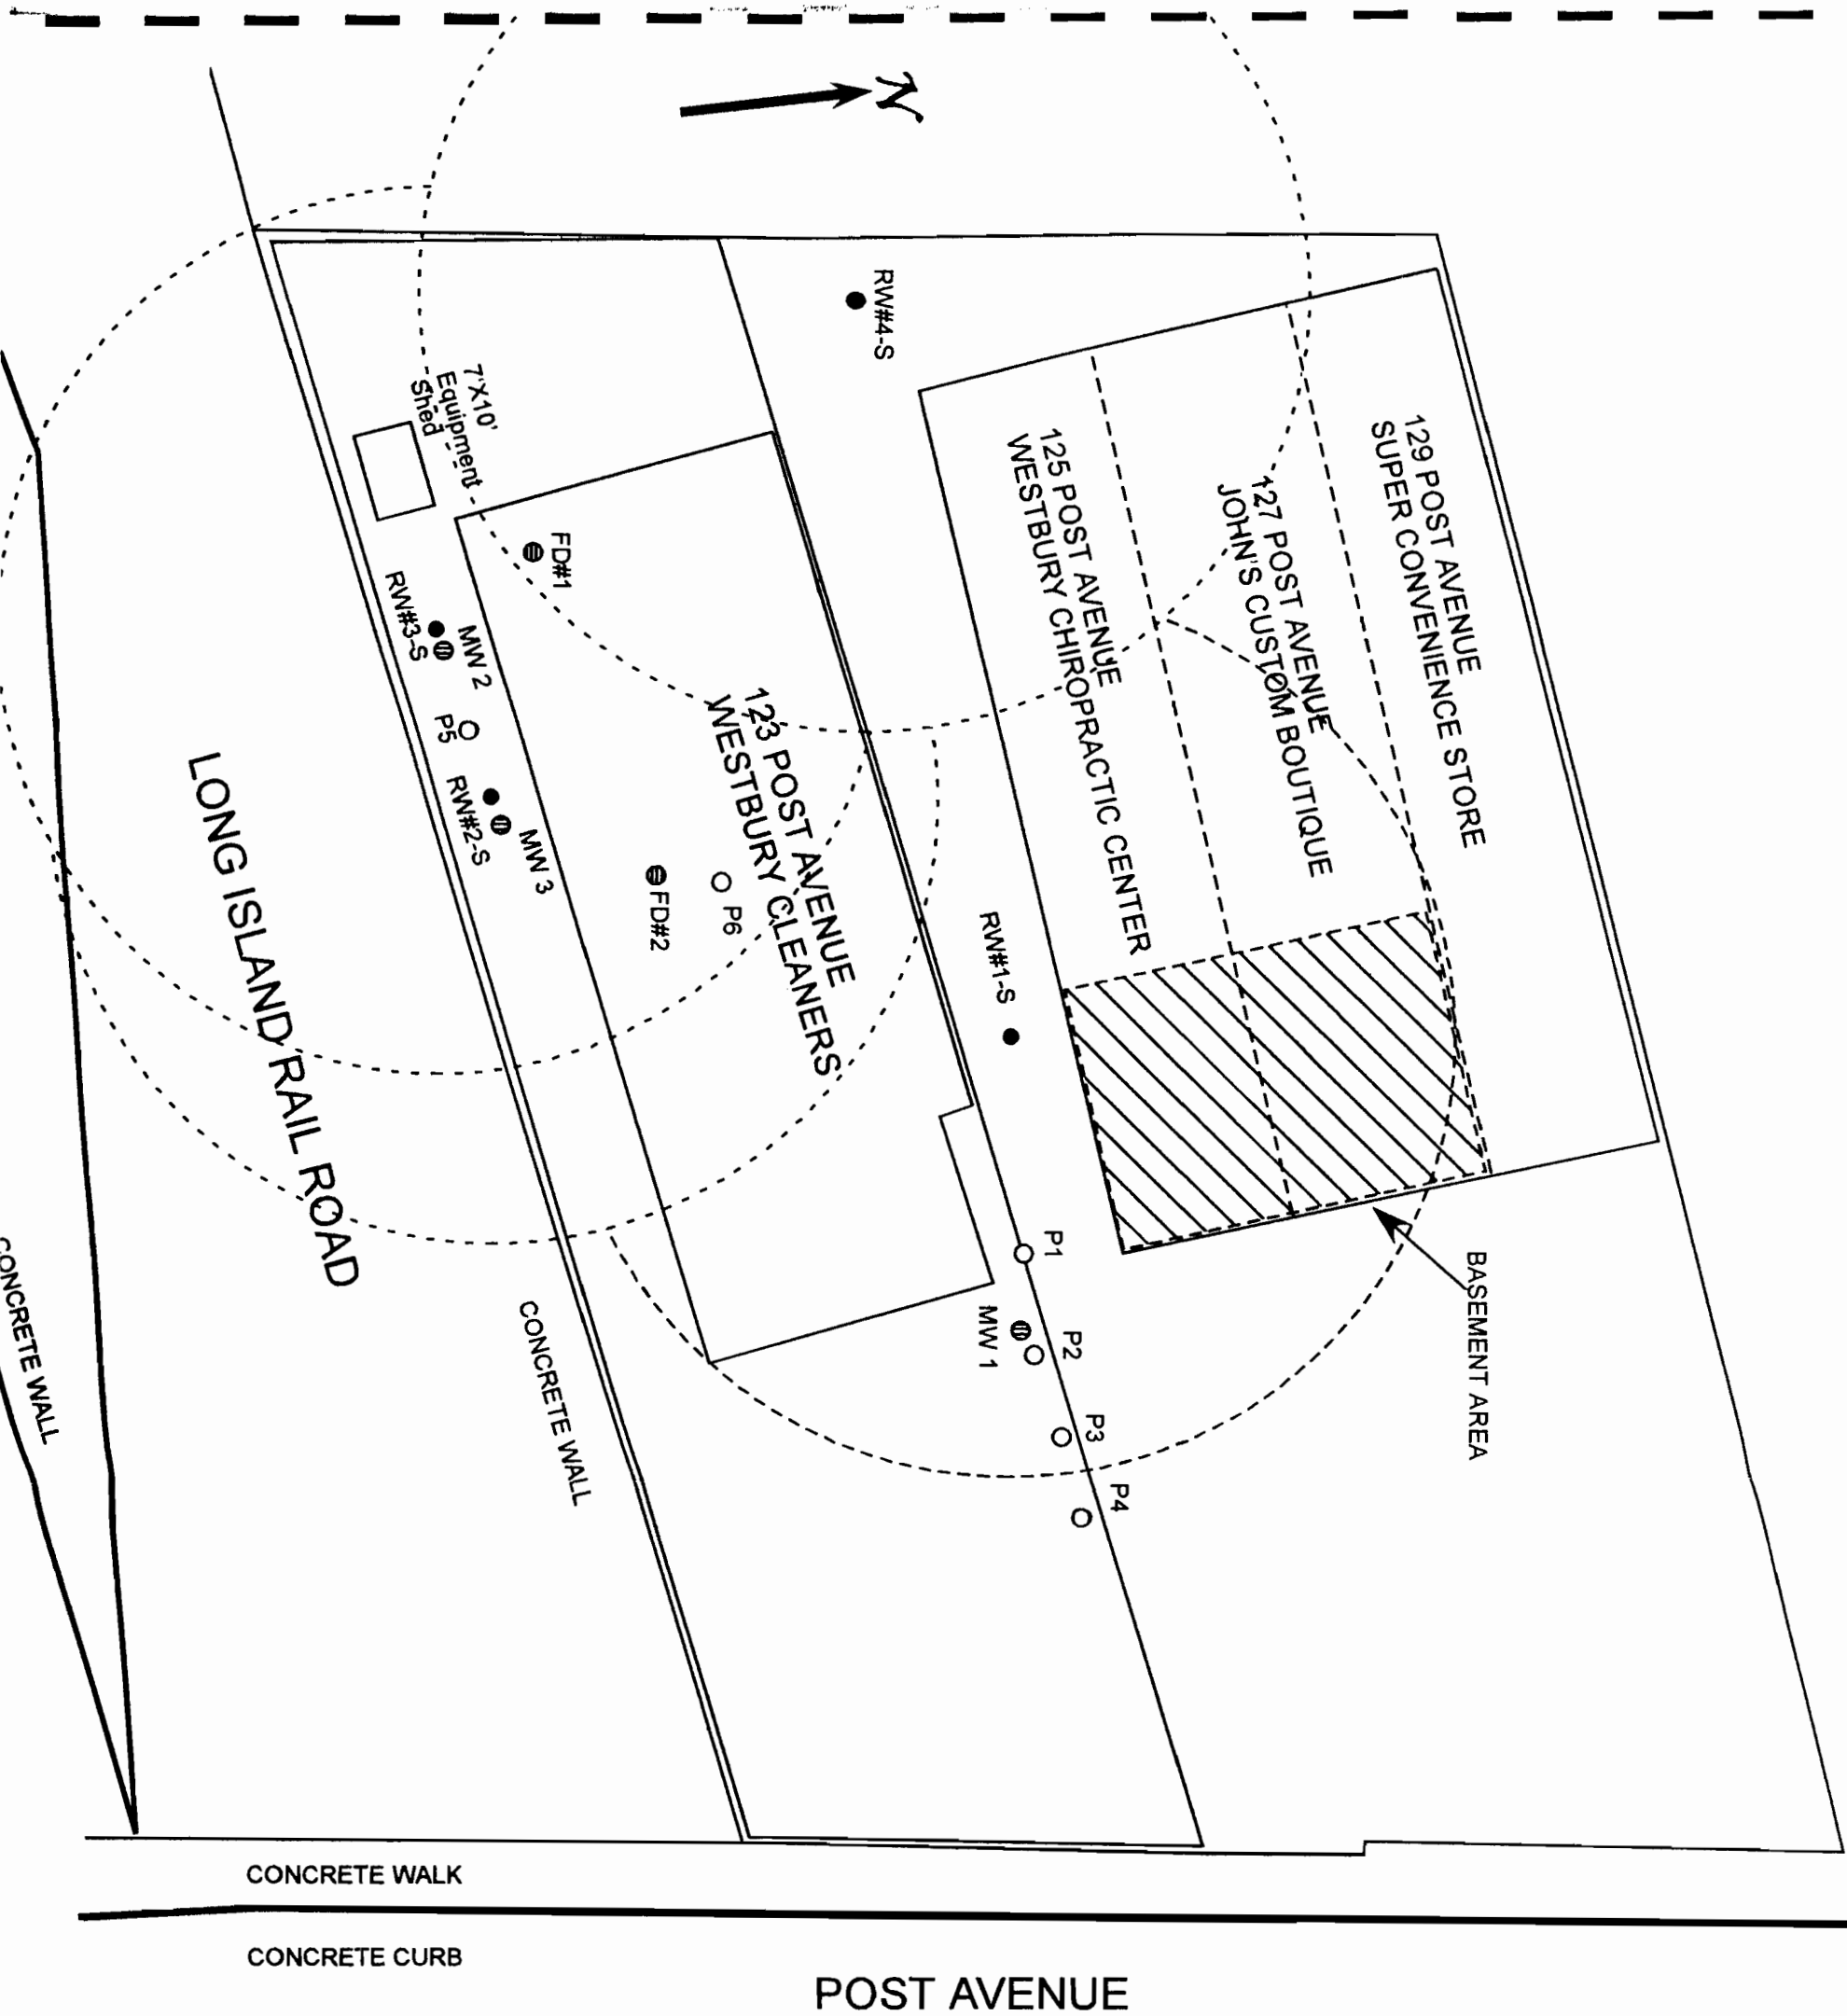 N
RW#4-S
7'X10'
Equipment
Shed
FD#1
129 POST AVENUE
SUPER CONVENIENCE STORE
127 POST AVENUE
JOHN'S CUSTOM BOUTIQUE
125 POST AVENUE
WESTBURY CHIROPRACTIC CENTER
RW#3-S
MW 2
P5
RW#2-S
MW 3
123 POST AVENUE
WESTBURY CLEANERS
FD#2
P6
RW#1-S
LONG ISLAND RAIL ROAD
P1
MW 1
P2
P3
P4
BASEMENT AREA
CONCRETE WALL
CONCRETE WALL
CONCRETE WALK
CONCRETE CURB
POST AVENUE